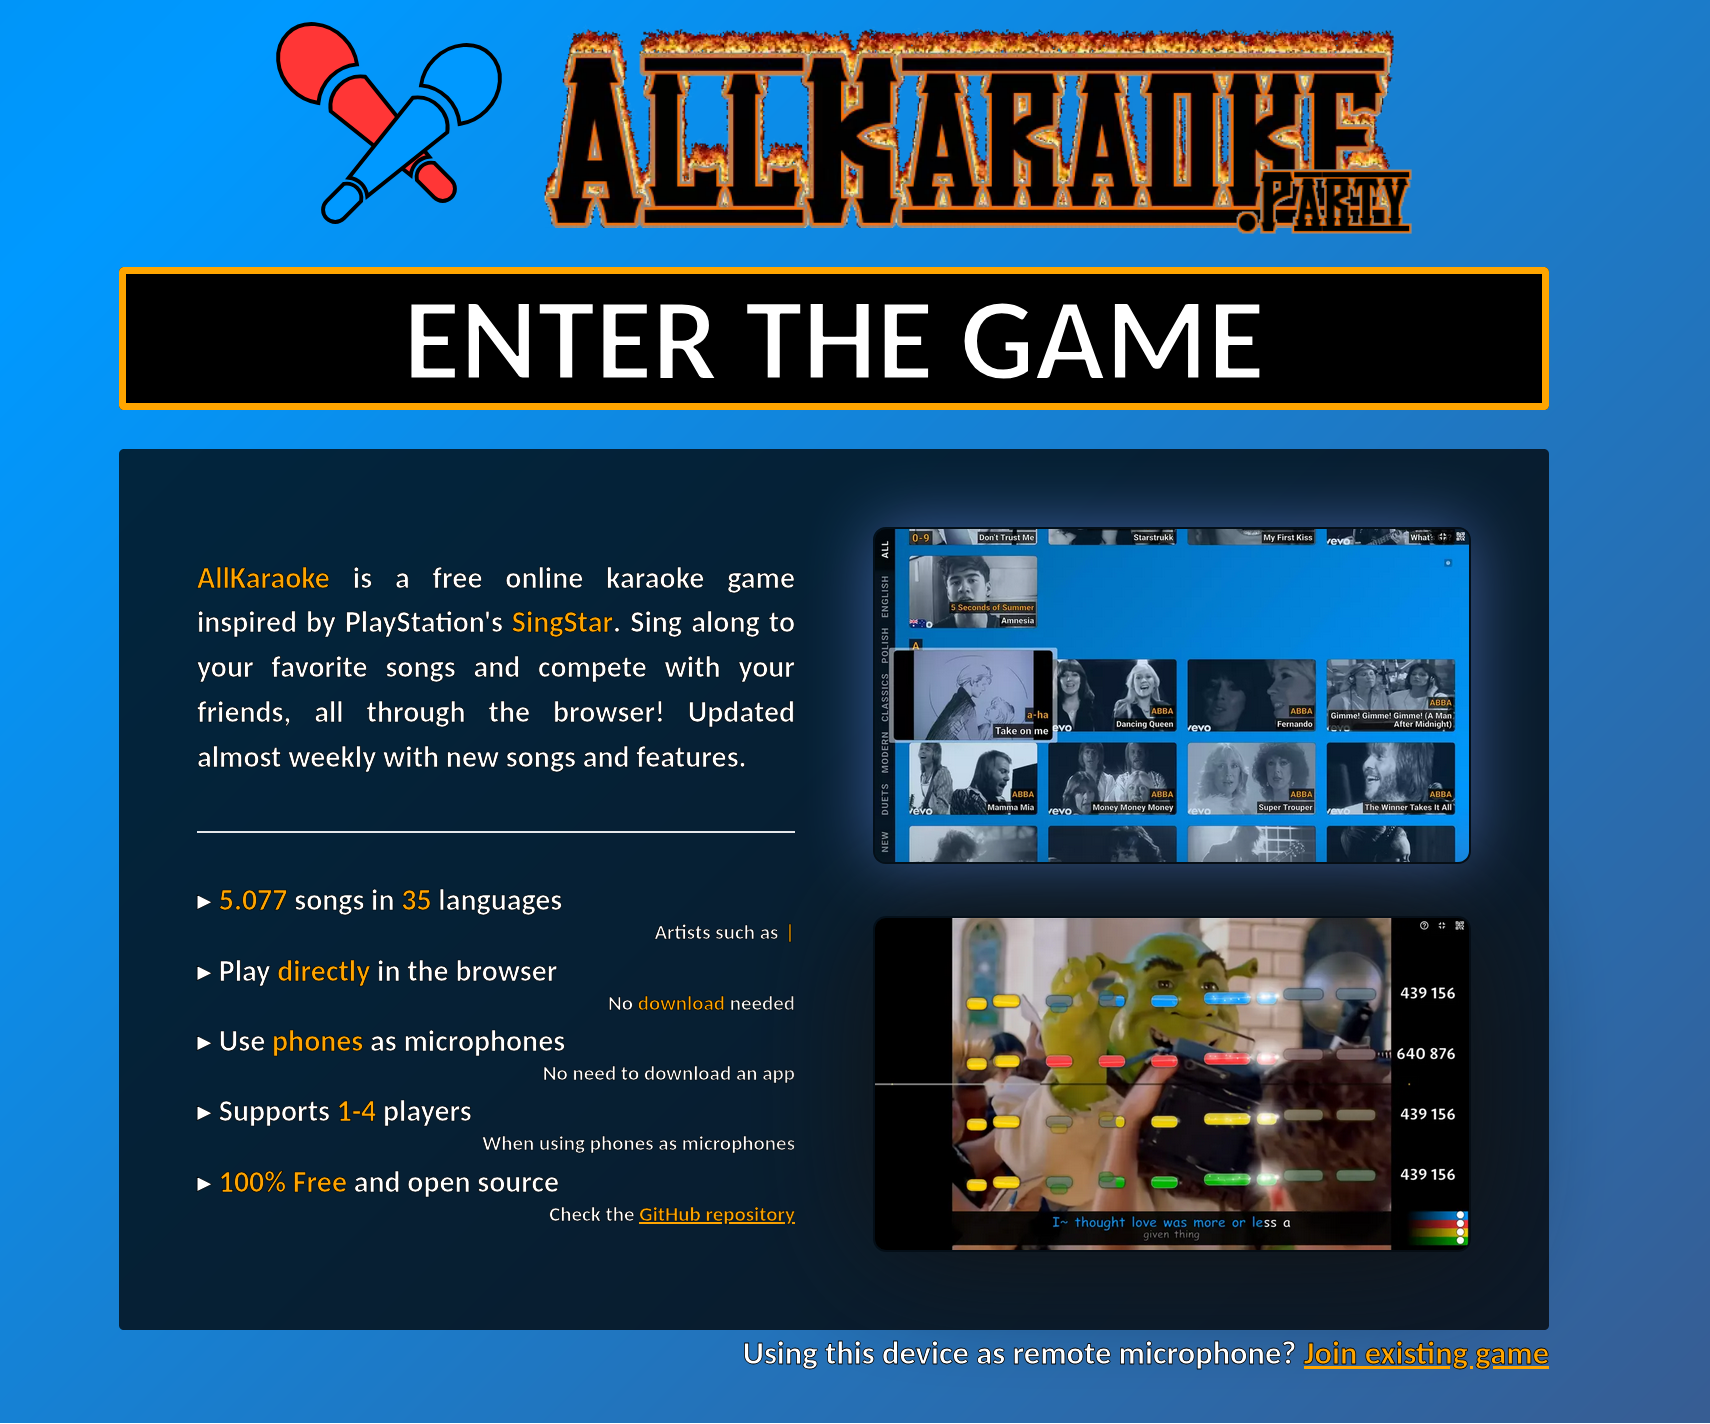 ALLKARAOKE
.PARTY
ENTER THE GAME
AllKaraoke is a free online karaoke game
inspired by PlayStation's SingStar. Sing along to
your favorite songs and compete with your
friends, all through the browser! Updated
almost weekly with new songs and features.
▸ 5.077 songs in 35 languages
Artists such as |
▸ Play directly in the browser
No download needed
▸ Use phones as microphones
No need to download an app
▸ Supports 1-4 players
When using phones as microphones
▸ 100% Free and open source
Check the GitHub repository
ALL
ENGLISH
POLISH
CLASSICS
MODERN
DUETS
NEW
0-9
Don't Trust Me
Starstrukk
My First Kiss
vevo
5 Seconds of Summer
Amnesia
A
a-ha
Take on me
vevo
ABBA
Dancing Queen
vevo
ABBA
Fernando
ABBA
Gimme! Gimme! Gimme! (A Man
After Midnight)
vevo
ABBA
Mamma Mia
vevo
ABBA
Money Money Money
ABBA
Super Trouper
vevo
ABBA
The Winner Takes It All
439 156
640 876
439 156
439 156
I~ thought love was more or less a
given thing
Using this device as remote microphone? Join existing game